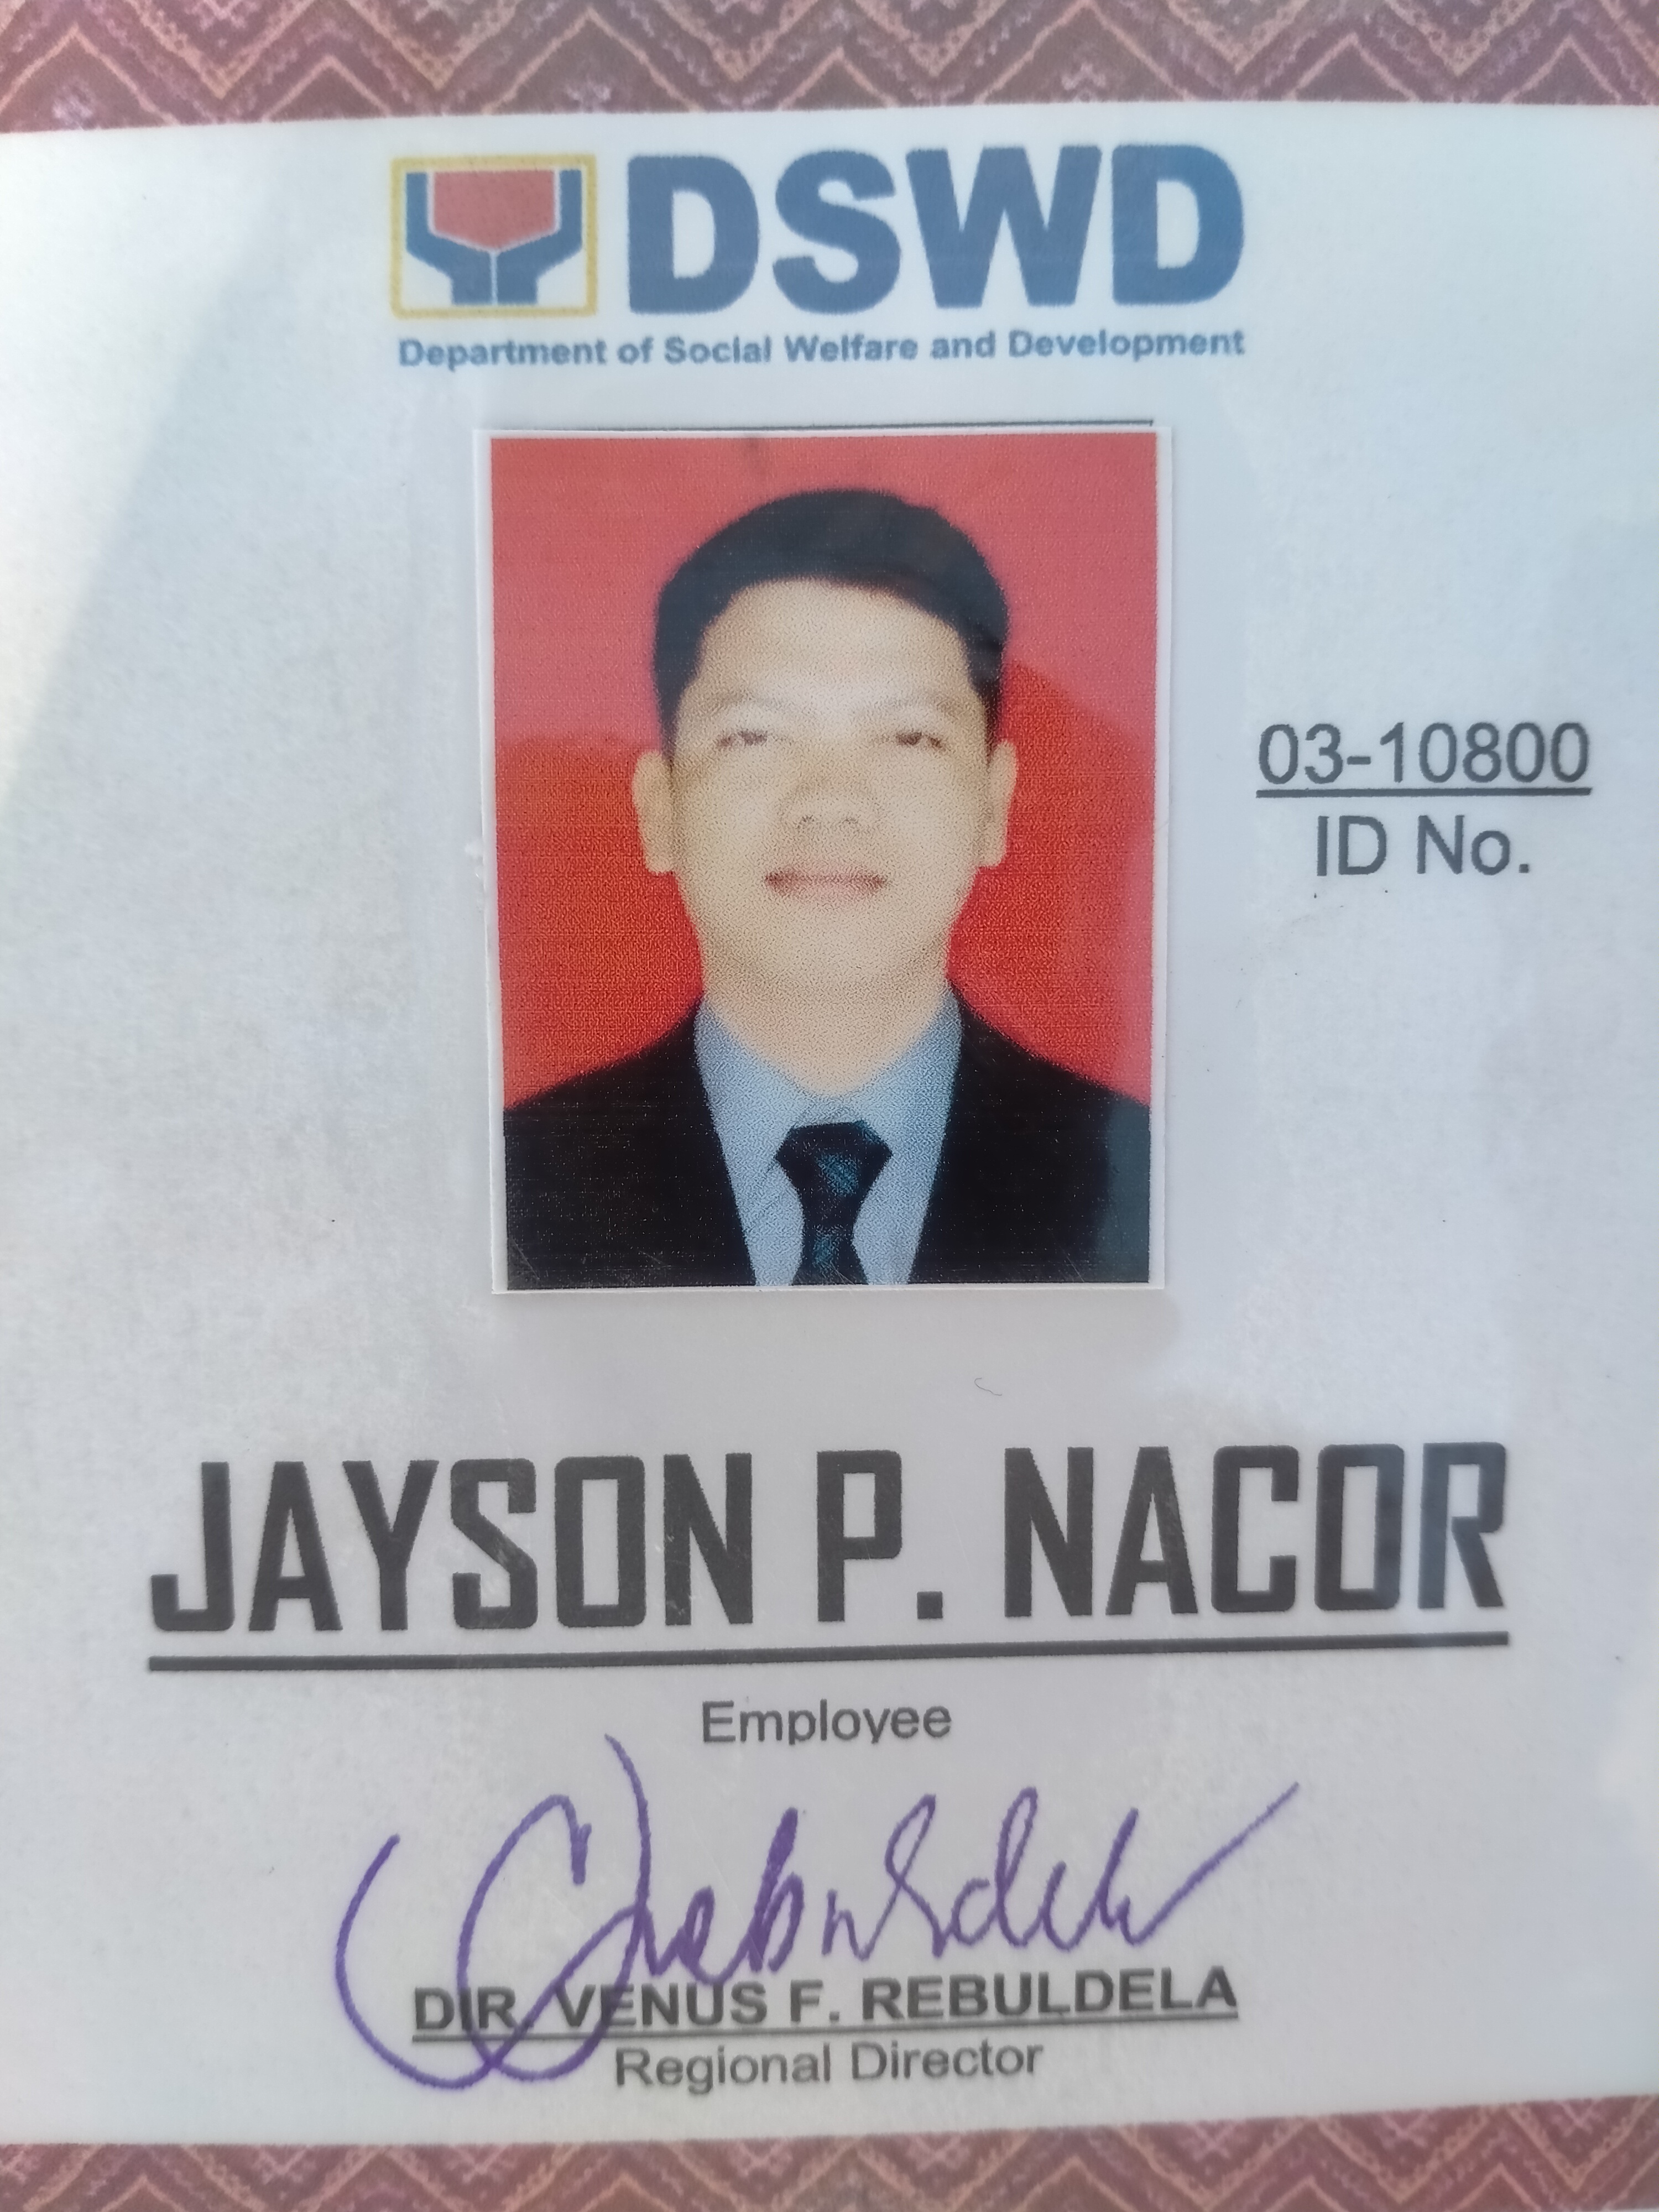 DSWD
Department of Social Welfare and Development
03-10800
ID No.
JAYSON P. NACOR
Employee
DIR. VENUS F. REBULDELA
Regional Director